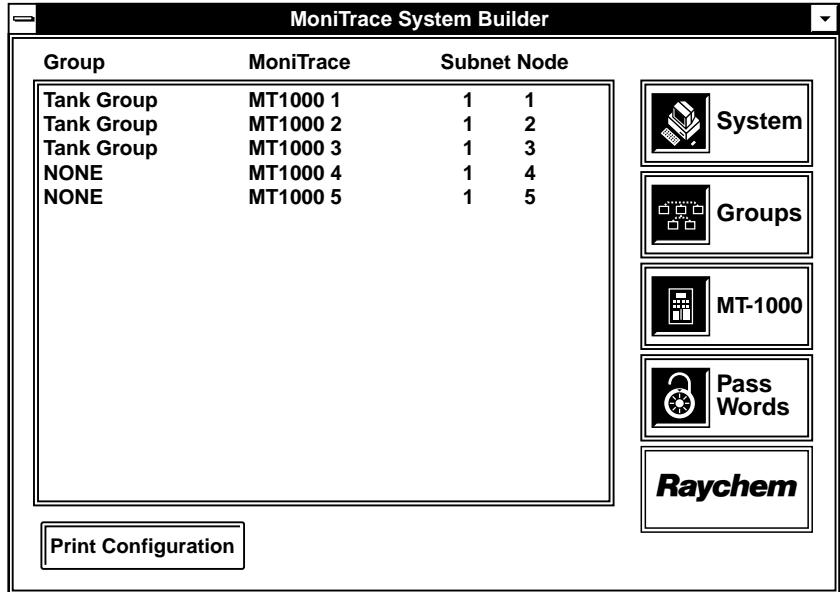 MoniTrace System Builder
Group MoniTrace Subnet Node
Tank Group MT1000 1 1 1
Tank Group MT1000 2 1 2
Tank Group MT1000 3 1 3
NONE MT1000 4 1 4
NONE MT1000 5 1 5
System
Groups
MT-1000
Pass
Words
Raychem
Print Configuration